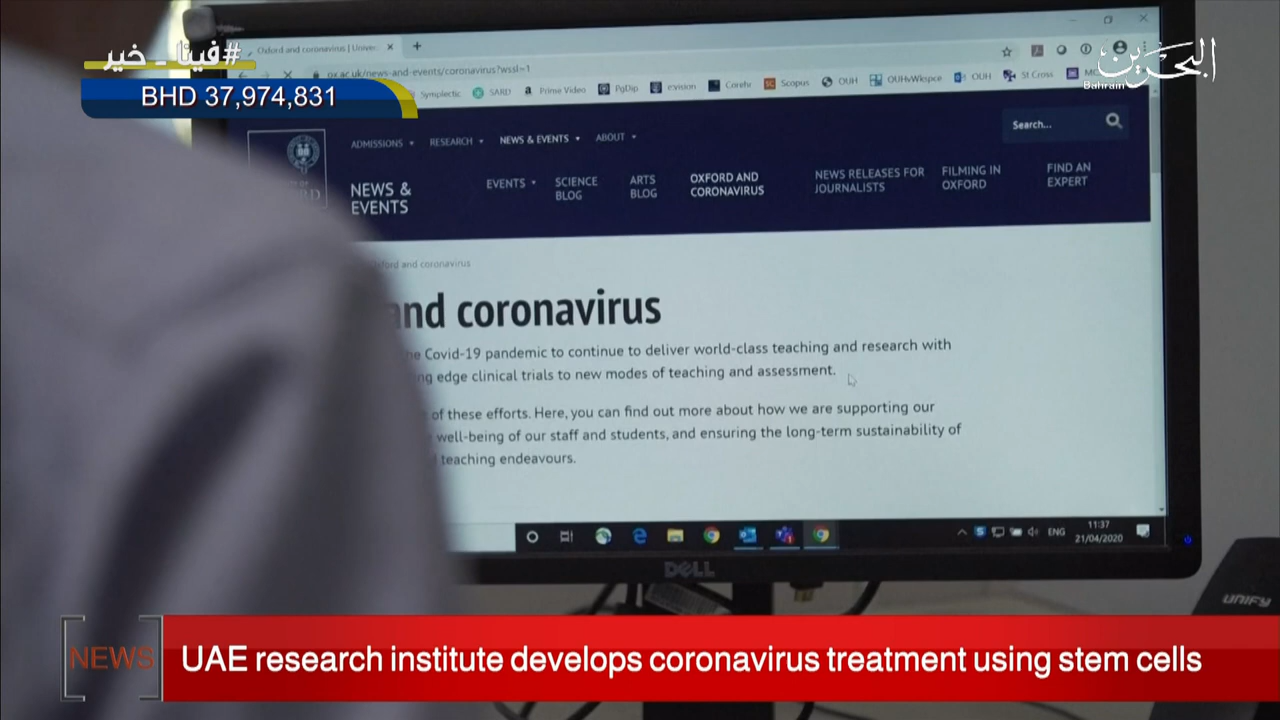 #فينا - خير
BHD 37,974,831
البحرين
Bahrain
Oxford and coronavirus | Univer
ox.ac.uk/news-and-events/coronavirus?wssl=1
Symplectic SARD Prime Video PgDip eVision Corehr Scopus OUH OUHvWkspce OUH St Cross
ADMISSIONS RESEARCH NEWS & EVENTS ABOUT
Search...
NEWS &
EVENTS
EVENTS
SCIENCE
BLOG
ARTS
BLOG
OXFORD AND
CORONAVIRUS
NEWS RELEASES FOR
JOURNALISTS
FILMING IN
OXFORD
FIND AN
EXPERT
and coronavirus
and coronavirus
Covid-19 pandemic to continue to deliver world-class teaching and research with
edge clinical trials to new modes of teaching and assessment.
of these efforts. Here, you can find out more about how we are supporting our
well-being of our staff and students, and ensuring the long-term sustainability of
teaching endeavours.
ENG
11:37
21/04/2020
DELL
UNIFY
NEWS
UAE research institute develops coronavirus treatment using stem cells